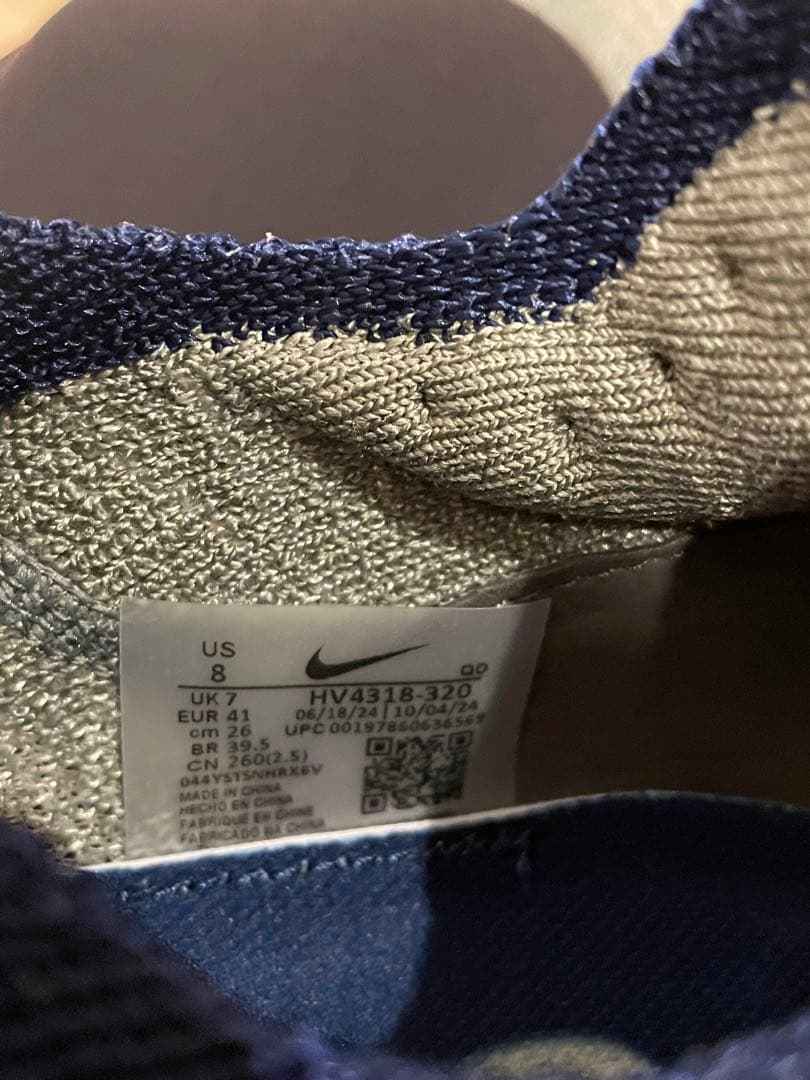 US
8
QD
UK 7
HV4318-320
EUR 41
06/18/24 | 10/04/24
cm 26
UPC 00197860636569
BR 39.5
CN 260(2.5)
044YSTSNHRX6V
MADE IN CHINA
HECHO EN CHINA
FABRIQUÉ EN CHINE
FABRICADO NA CHINA